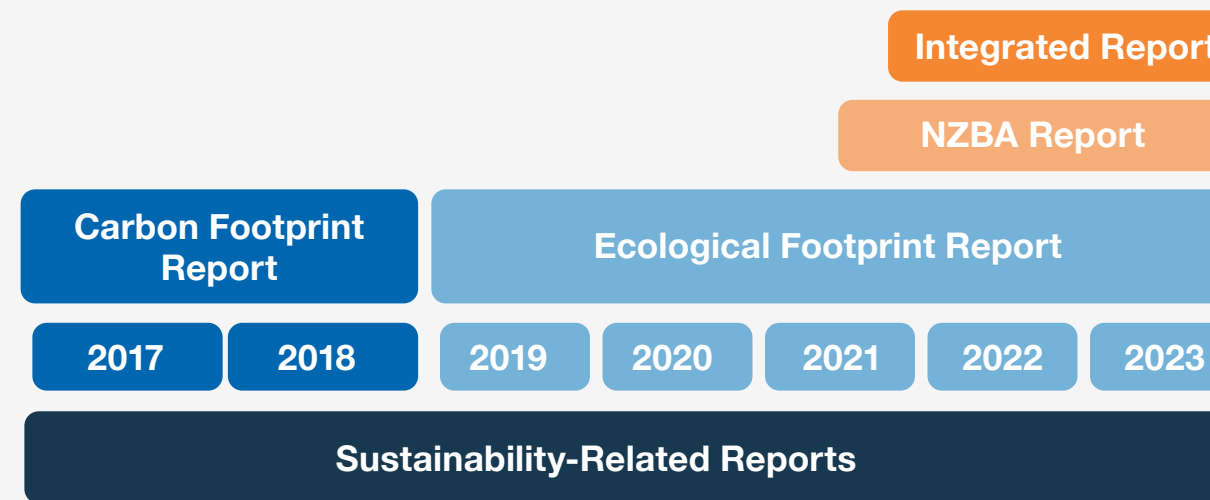 Integrated Report
NZBA Report
Carbon Footprint
Report
Ecological Footprint Report
2017 2018 2019 2020 2021 2022 2023
Sustainability-Related Reports